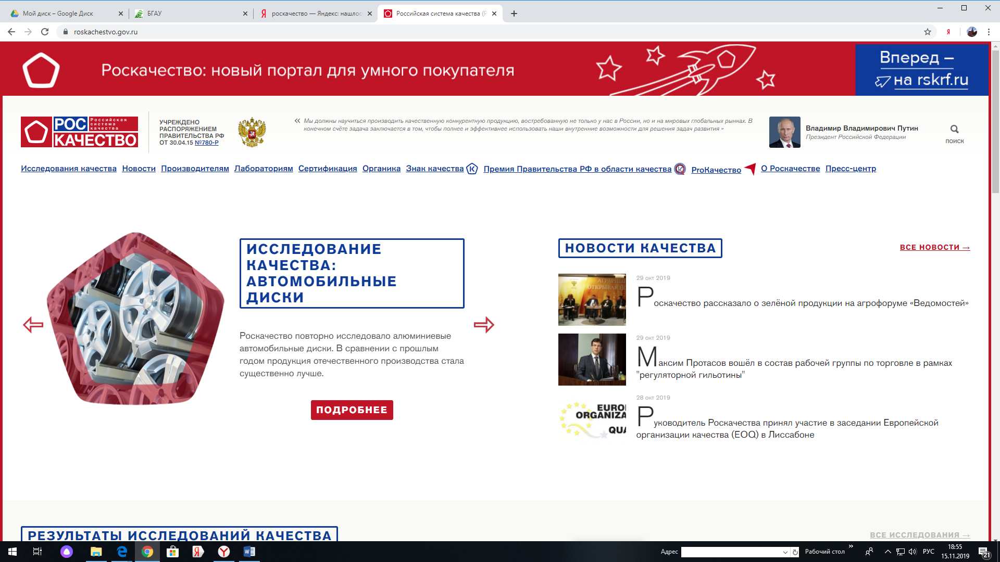 Мой диск – Google Диск
БГАУ
роскачество — Яндекс: нашлос
Российская система качества (Р
roskachestvo.gov.ru
Роскачество: новый портал для умного покупателя
Вперед –
на rskrf.ru
РОС
КАЧЕСТВО
Российская
система
качества
УЧРЕЖДЕНО
РАСПОРЯЖЕНИЕМ
ПРАВИТЕЛЬСТВА РФ
ОТ 30.04.15 №780-Р
« Мы должны научиться производить качественную конкурентную продукцию, востребованную не только у нас в России, но и на мировых глобальных рынках. В
конечном счёте задача заключается в том, чтобы полнее и эффективнее использовать наши внутренние возможности для решения задач развития »
Владимир Владимирович Путин
Президент Российской Федерации
поиск
Исследования качества Новости Производителям Лабораториям Сертификация Органика Знак качества Премия Правительства РФ в области качества ProКачество О Роскачестве Пресс-центр
ИССЛЕДОВАНИЕ
КАЧЕСТВА:
АВТОМОБИЛЬНЫЕ
ДИСКИ
Роскачество повторно исследовало алюминиевые
автомобильные диски. В сравнении с прошлым
годом продукция отечественного производства стала
существенно лучше.
ПОДРОБНЕЕ
НОВОСТИ КАЧЕСТВА
ВСЕ НОВОСТИ →
АГРАРНЫЙ
ОТКРЫВАЯ НО
29 окт 2019
Роскачество рассказало о зелёной продукции на агрофоруме «Ведомостей»
29 окт 2019
Максим Протасов вошёл в состав рабочей группы по торговле в рамках
"регуляторной гильотины"
EURO
ORGANIZA
QUA
28 окт 2019
Руководитель Роскачества принял участие в заседании Европейской
организации качества (EOQ) в Лиссабоне
РЕЗУЛЬТАТЫ ИССЛЕДОВАНИЙ КАЧЕСТВА
ВСЕ ИССЛЕДОВАНИЯ →
Адрес
Рабочий стол
РУС
18:55
15.11.2019
21